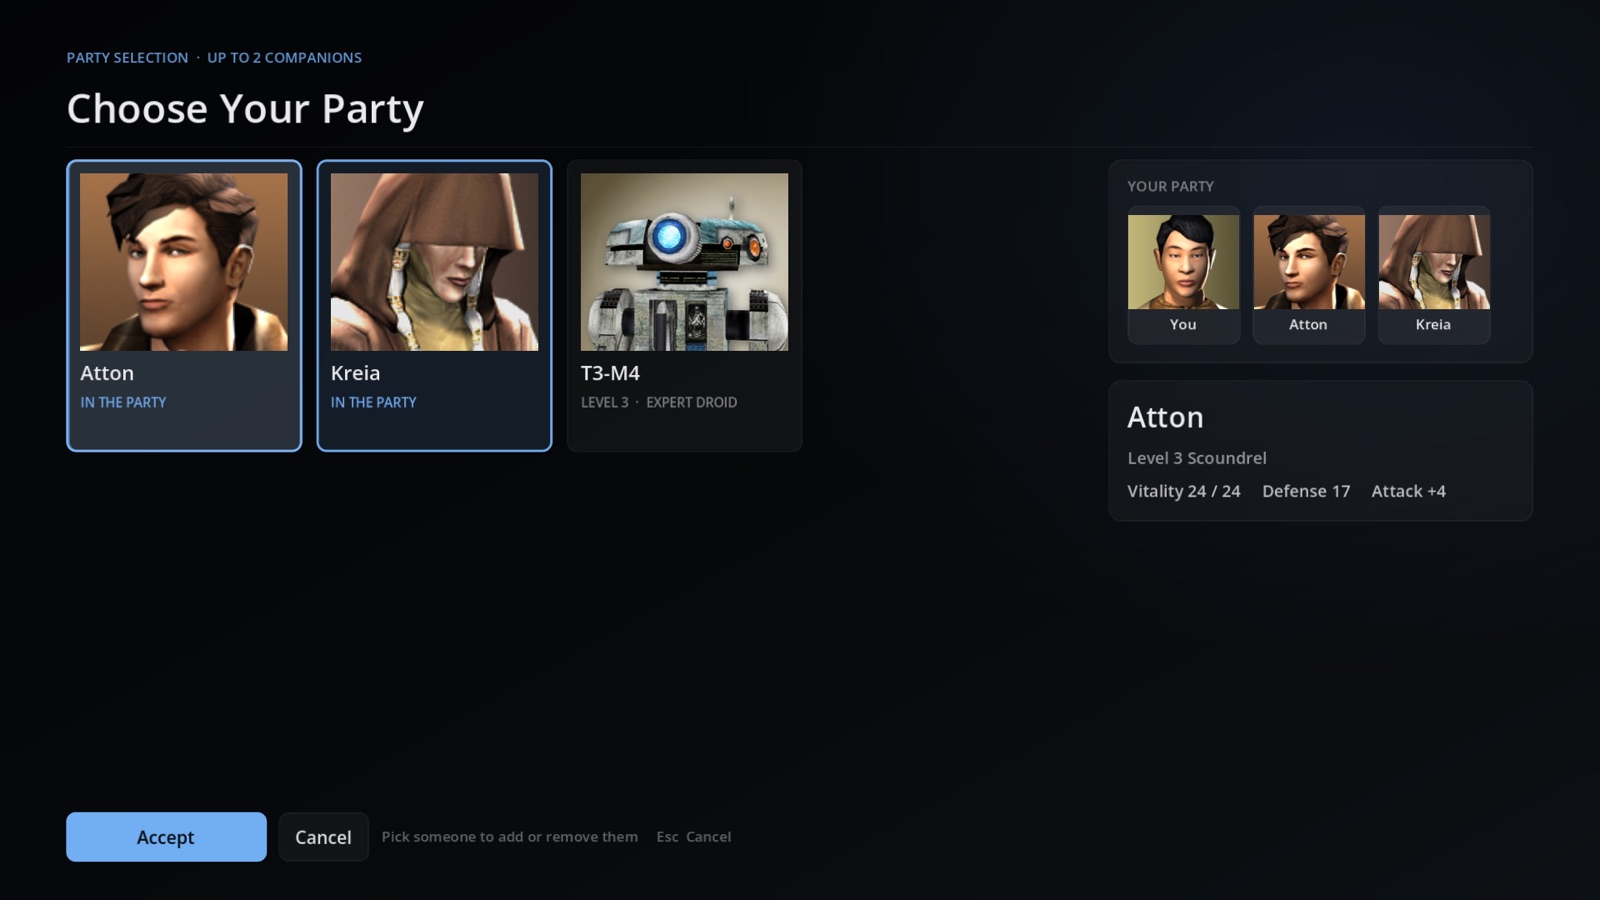 PARTY SELECTION · UP TO 2 COMPANIONS
Choose Your Party
Atton
IN THE PARTY
Kreia
IN THE PARTY
T3-M4
LEVEL 3 · EXPERT DROID
YOUR PARTY
You
Atton
Kreia
Atton
Level 3 Scoundrel
Vitality 24 / 24 Defense 17 Attack +4
Accept
Cancel
Pick someone to add or remove them Esc Cancel